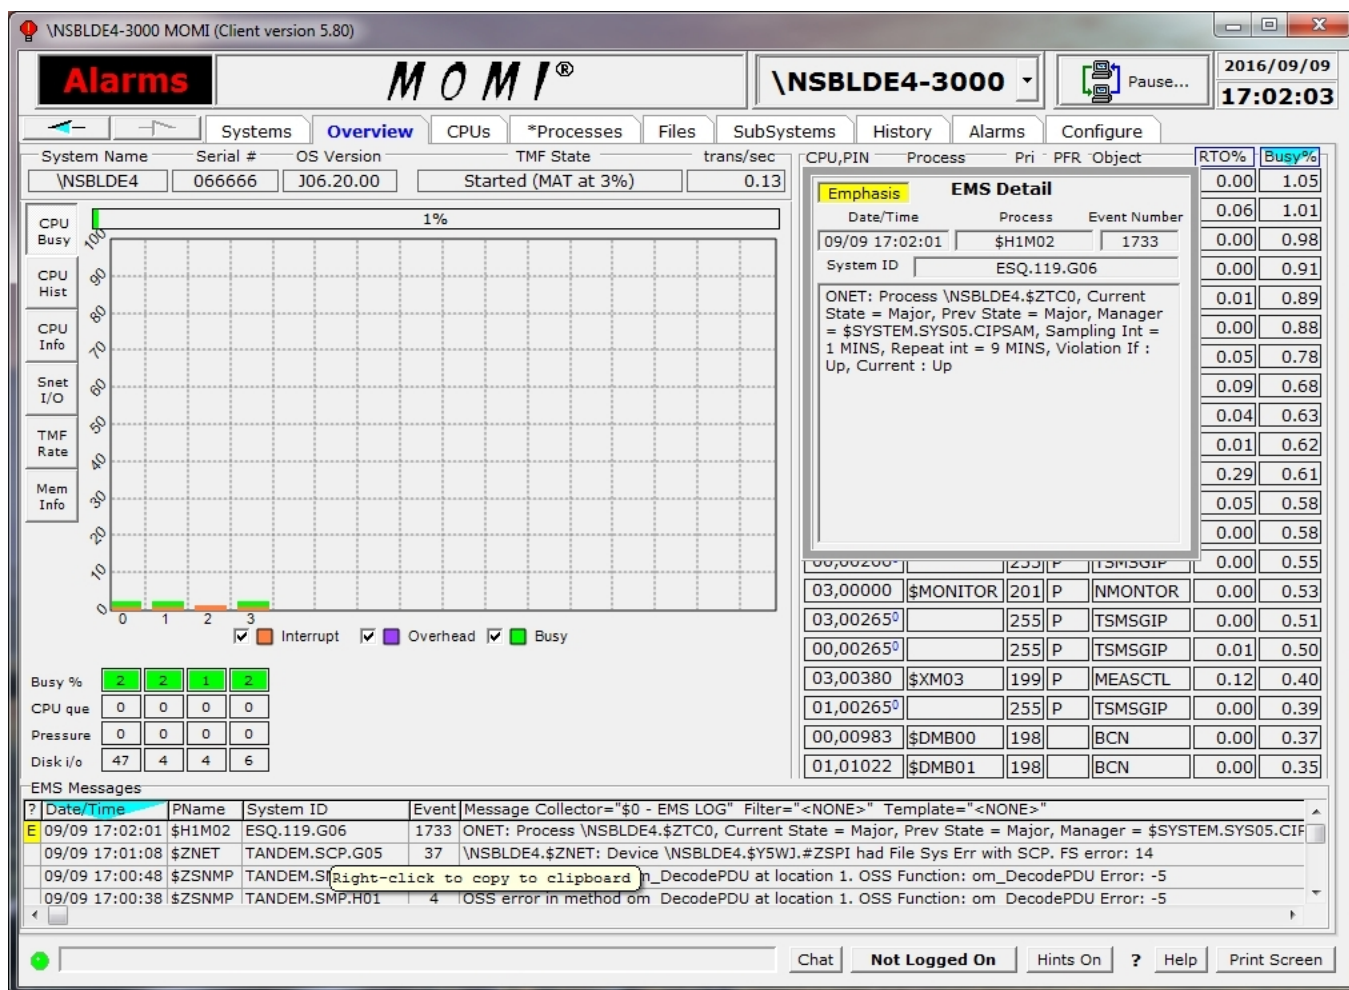 \NSBLDE4-3000 MOMI (Client version 5.80)
Alarms
MOMI®
\NSBLDE4-3000
Pause...
2016/09/09
17:02:03
Systems Overview CPUs *Processes Files SubSystems History Alarms Configure
System Name Serial # OS Version TMF State trans/sec
\NSBLDE4 066666 J06.20.00 Started (MAT at 3%) 0.13
CPU Busy
CPU Hist
CPU Info
Snet I/O
TMF Rate
Mem Info
1%
100
90
80
70
60
50
40
30
20
10
0
0 1 2 3
Interrupt Overhead Busy
Busy % 2 2 1 2
CPU que 0 0 0 0
Pressure 0 0 0 0
Disk i/o 47 4 4 6
CPU,PIN Process Pri PFR Object RTO% Busy%
Emphasis EMS Detail
Date/Time Process Event Number
09/09 17:02:01 $H1M02 1733
System ID ESQ.119.G06
ONET: Process \NSBLDE4.$ZTC0, Current
State = Major, Prev State = Major, Manager
= $SYSTEM.SYS05.CIPSAM, Sampling Int =
1 MINS, Repeat int = 9 MINS, Violation If :
Up, Current : Up
0.00 1.05
0.06 1.01
0.00 0.98
0.00 0.91
0.01 0.89
0.00 0.88
0.05 0.78
0.09 0.68
0.04 0.63
0.01 0.62
0.29 0.61
0.05 0.58
0.00 0.58
255 P TSMSGIP 0.00 0.55
03,00000 $MONITOR 201 P NMONTOR 0.00 0.53
03,00265⁰ 255 P TSMSGIP 0.00 0.51
00,00265⁰ 255 P TSMSGIP 0.01 0.50
03,00380 $XM03 199 P MEASCTL 0.12 0.40
01,00265⁰ 255 P TSMSGIP 0.00 0.39
00,00983 $DMB00 198 BCN 0.00 0.37
01,01022 $DMB01 198 BCN 0.00 0.35
EMS Messages
? Date/Time PName System ID Event Message Collector="$0 - EMS LOG" Filter="<NONE>" Template="<NONE>"
E 09/09 17:02:01 $H1M02 ESQ.119.G06 1733 ONET: Process \NSBLDE4.$ZTC0, Current State = Major, Prev State = Major, Manager = $SYSTEM.SYS05.CIP
09/09 17:01:08 $ZNET TANDEM.SCP.G05 37 \NSBLDE4.$ZNET: Device \NSBLDE4.$Y5WJ.#ZSPI had File Sys Err with SCP. FS error: 14
09/09 17:00:48 $ZSNMP TANDEM.SM m_DecodePDU at location 1. OSS Function: om_DecodePDU Error: -5
Right-click to copy to clipboard
09/09 17:00:38 $ZSNMP TANDEM.SMP.H01 4 OSS error in method om_DecodePDU at location 1. OSS Function: om_DecodePDU Error: -5
Chat Not Logged On Hints On ? Help Print Screen